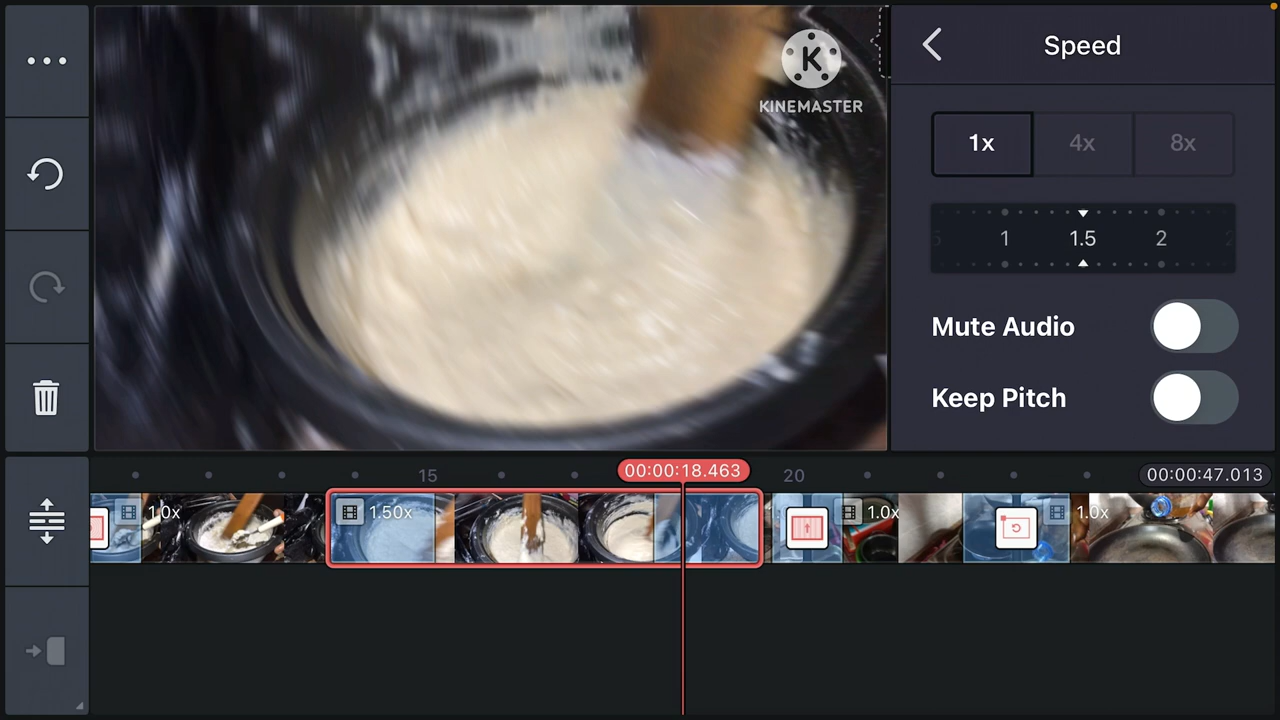 Speed
K
KINEMASTER
1x 4x 8x
1 1.5 2
Mute Audio
Keep Pitch
15 00:00:18.463 20 00:00:47.013
1.0x 1.50x 1.0x 1.0x